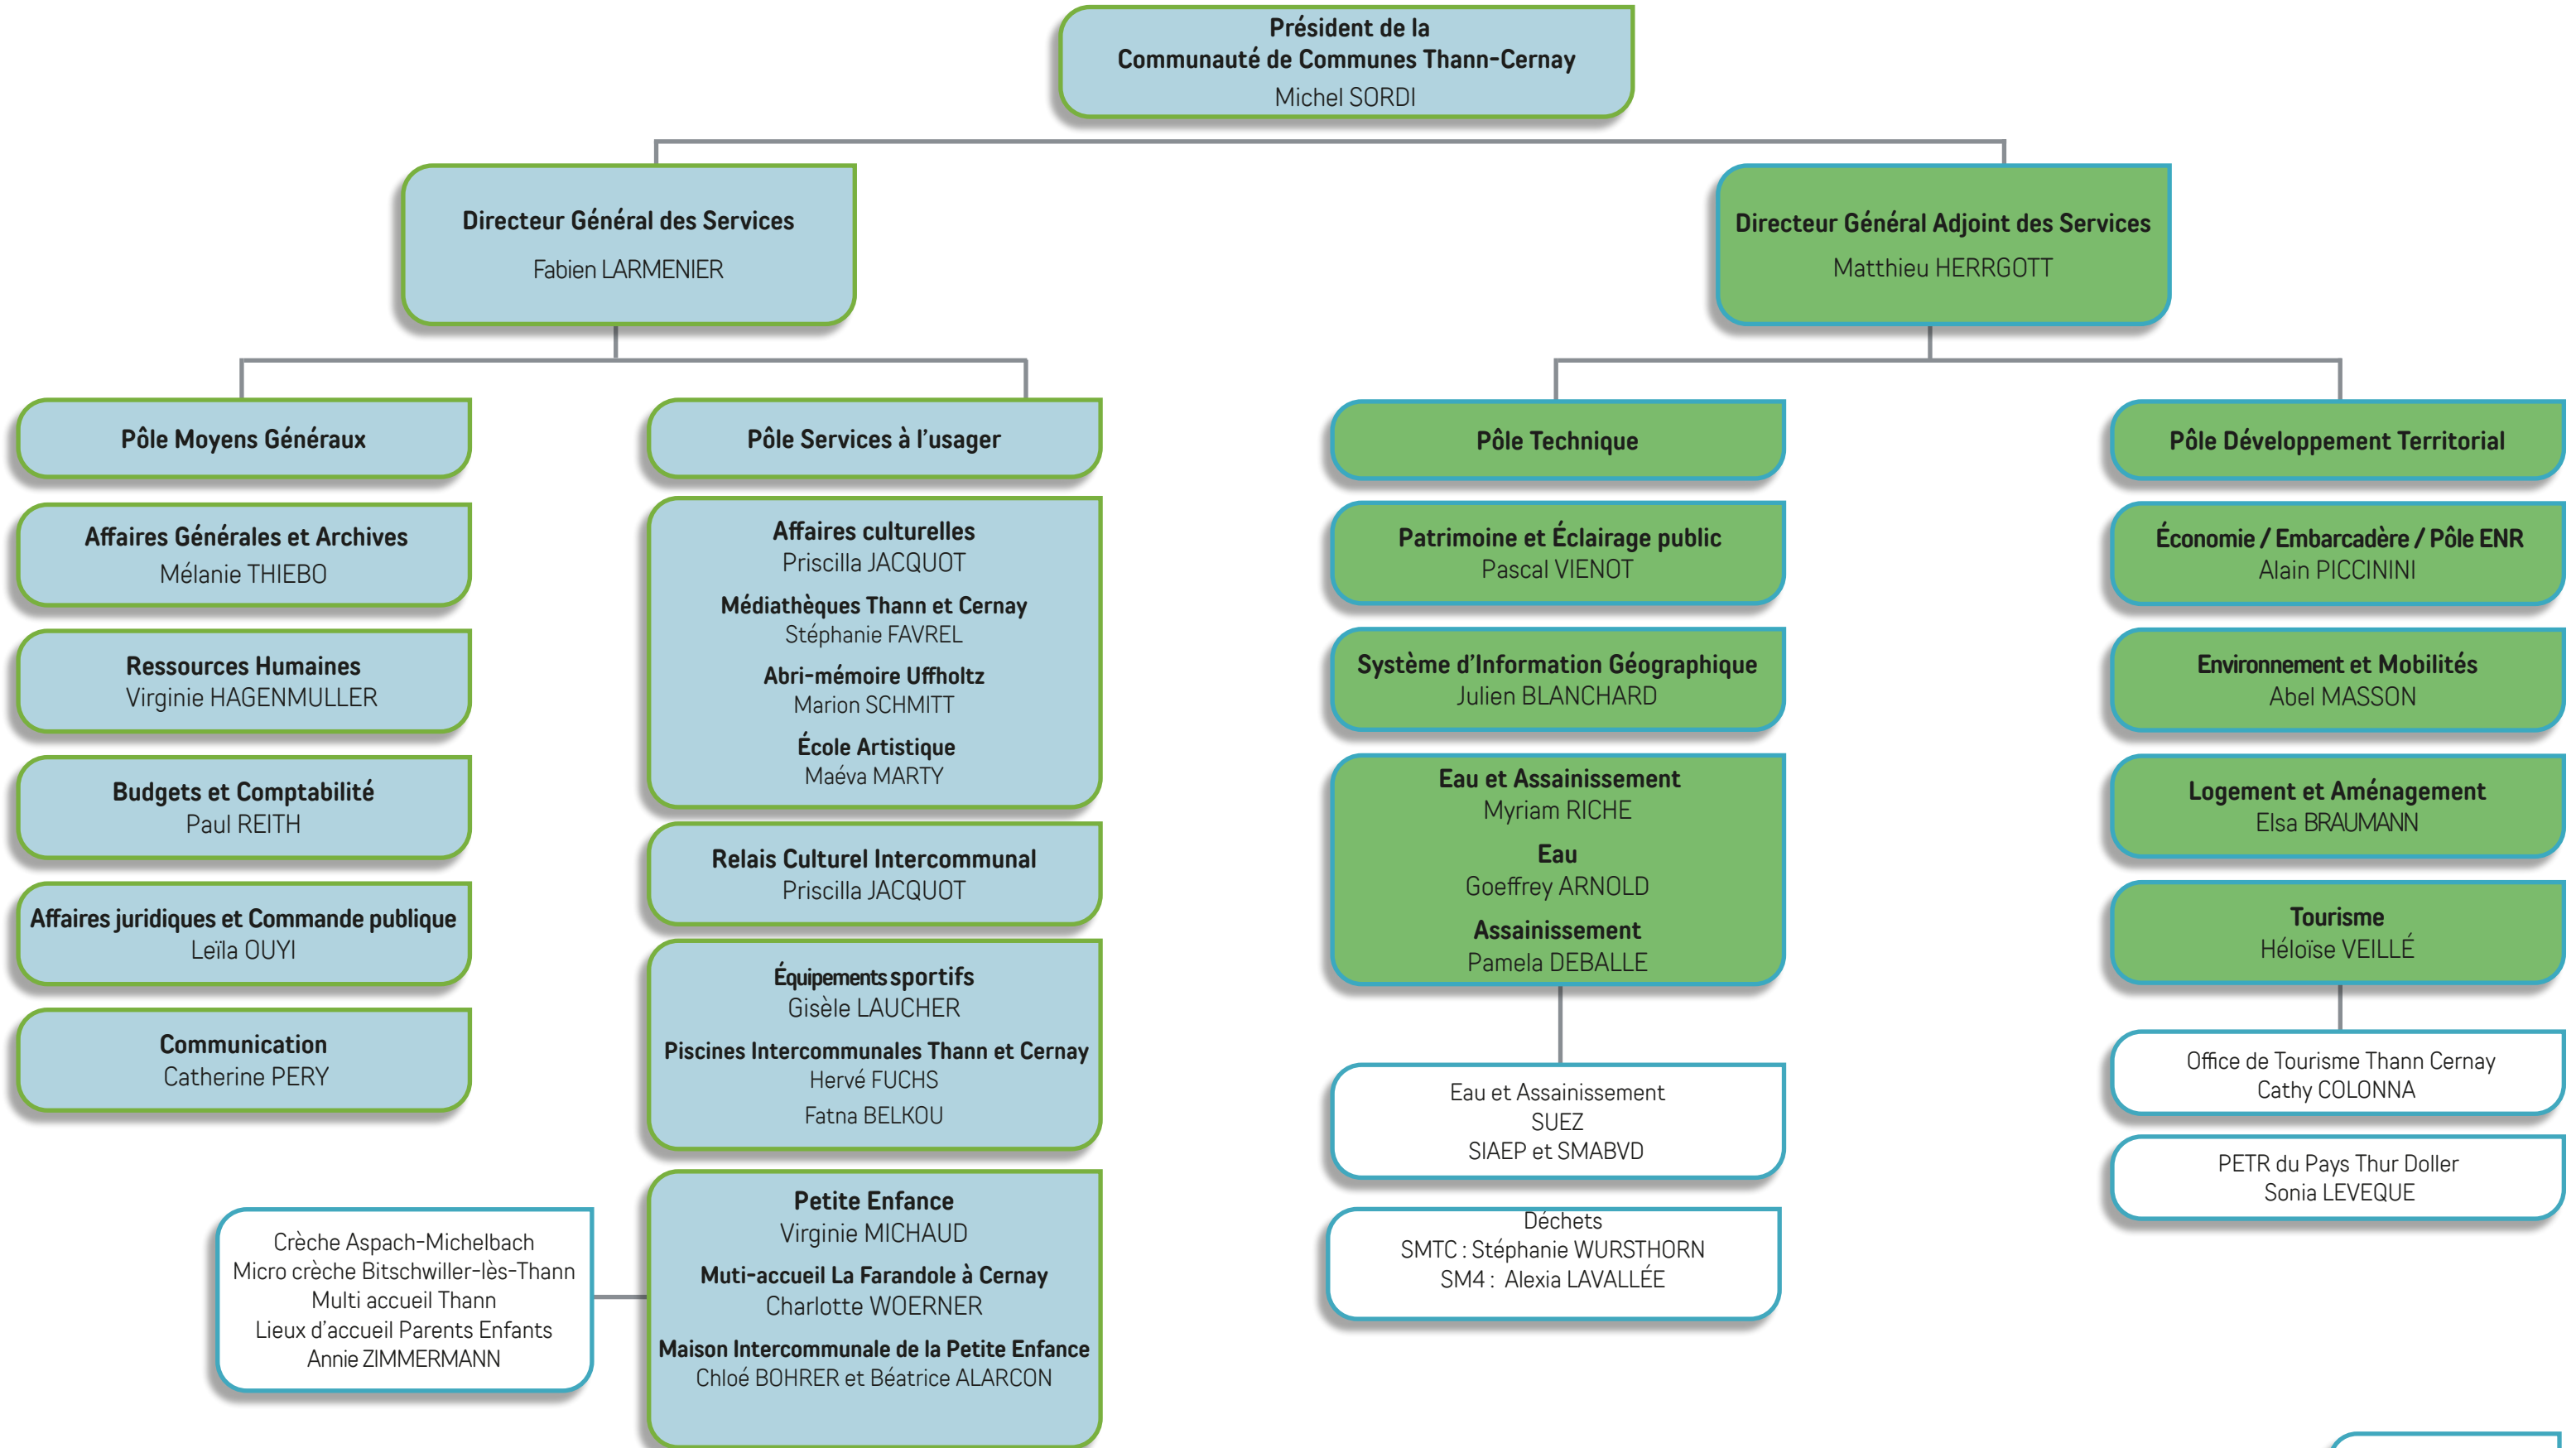 Président de la
Communauté de Communes Thann-Cernay
Michel SORDI
Directeur Général des Services
Fabien LARMENIER
Directeur Général Adjoint des Services
Matthieu HERRGOTT
Pôle Moyens Généraux
Affaires Générales et Archives
Mélanie THIEBO
Ressources Humaines
Virginie HAGENMULLER
Budgets et Comptabilité
Paul REITH
Affaires juridiques et Commande publique
Leïla OUYI
Communication
Catherine PERY
Pôle Services à l'usager
Affaires culturelles
Priscilla JACQUOT
Médiathèques Thann et Cernay
Stéphanie FAVREL
Abri-mémoire Uffholtz
Marion SCHMITT
École Artistique
Maéva MARTY
Relais Culturel Intercommunal
Priscilla JACQUOT
Équipements sportifs
Gisèle LAUCHER
Piscines Intercommunales Thann et Cernay
Hervé FUCHS
Fatna BELKOU
Petite Enfance
Virginie MICHAUD
Muti-accueil La Farandole à Cernay
Charlotte WOERNER
Maison Intercommunale de la Petite Enfance
Chloé BOHRER et Béatrice ALARCON
Crèche Aspach-Michelbach
Micro crèche Bitschwiller-lès-Thann
Multi accueil Thann
Lieux d'accueil Parents Enfants
Annie ZIMMERMANN
Pôle Technique
Patrimoine et Éclairage public
Pascal VIENOT
Système d'Information Géographique
Julien BLANCHARD
Eau et Assainissement
Myriam RICHE
Eau
Goeffrey ARNOLD
Assainissement
Pamela DEBALLE
Eau et Assainissement
SUEZ
SIAEP et SMABVD
Déchets
SMTC : Stéphanie WURSTHORN
SM4 : Alexia LAVALLÉE
Pôle Développement Territorial
Économie / Embarcadère / Pôle ENR
Alain PICCININI
Environnement et Mobilités
Abel MASSON
Logement et Aménagement
Elsa BRAUMANN
Tourisme
Héloïse VEILLÉ
Office de Tourisme Thann Cernay
Cathy COLONNA
PETR du Pays Thur Doller
Sonia LEVEQUE